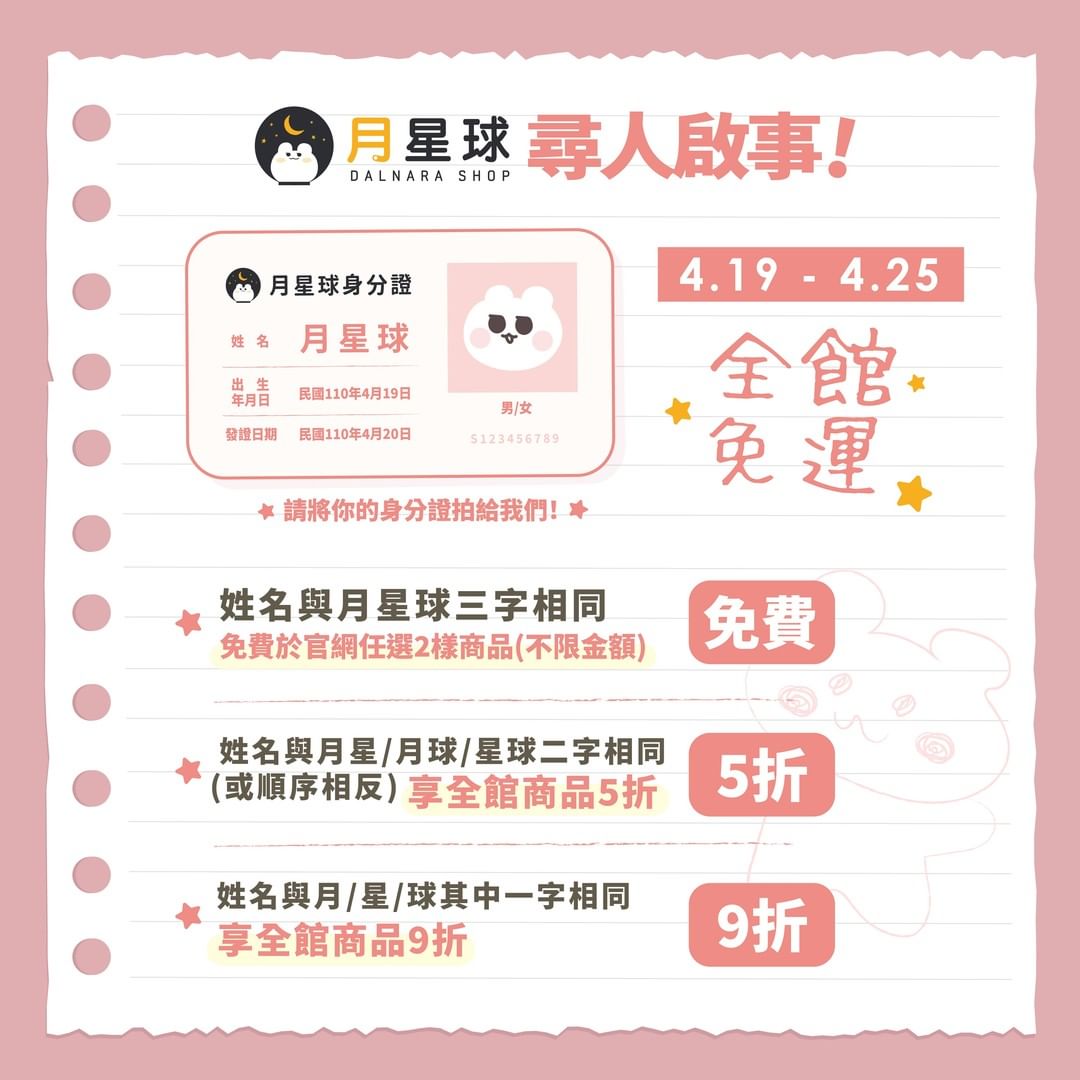 月星球 尋人啟事!
DALNARA SHOP
月星球身分證
姓 名 月星球
出 生
年月日 民國110年4月19日
發證日期 民國110年4月20日
男/女
S123456789
請將你的身分證拍給我們!
4.19 - 4.25
全館
免運
姓名與月星球三字相同
免費於官網任選2樣商品(不限金額)
免費
姓名與月星/月球/星球二字相同
(或順序相反) 享全館商品5折
5折
姓名與月/星/球其中一字相同
享全館商品9折
9折